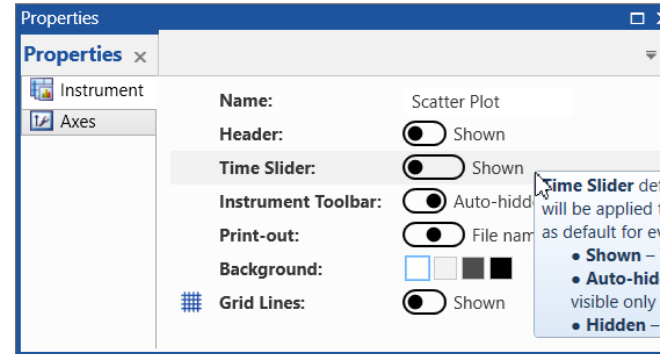 Properties
Properties
Instrument
Axes
Name: Scatter Plot
Header: Shown
Time Slider: Shown
Instrument Toolbar:
Print-out: File
Background:
Grid Lines: Shown
Time Slider
will be applied
as default for
• Shown –
• 
visible only
• Hidden –